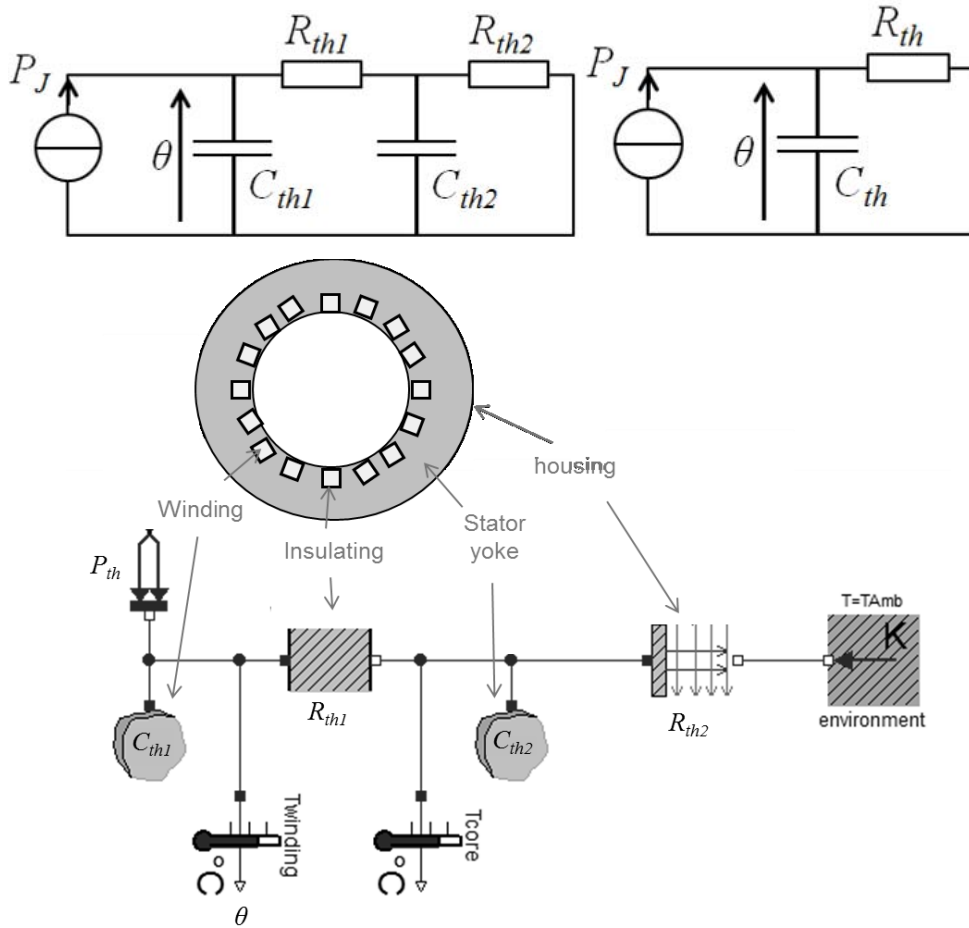 R_th1 R_th2
P_J
θ
C_th1
C_th2
R_th
P_J
θ
C_th
housing
Winding
Insulating
Stator
yoke
P_th
T=TAmb
K
R_th1
R_th2
environment
C_th1
C_th2
Twinding
Tcore
°C
°C
θ